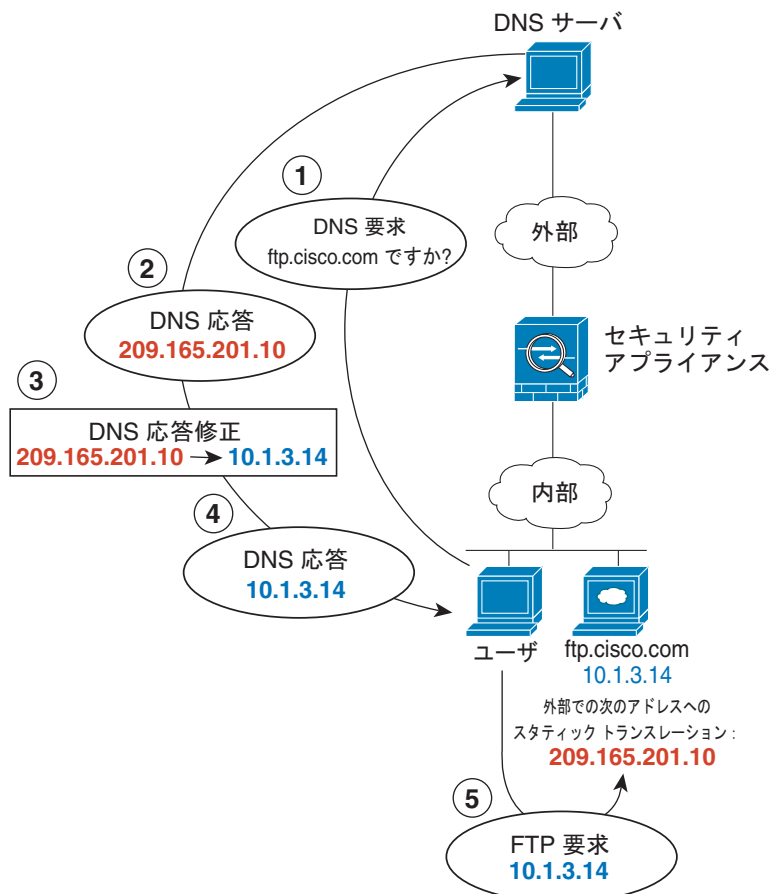 DNS サーバ
1
DNS 要求
ftp.cisco.com ですか?
外部
2
DNS 応答
209.165.201.10
セキュリティ
アプライアンス
3
DNS 応答修正
209.165.201.10 → 10.1.3.14
内部
4
DNS 応答
10.1.3.14
ユーザ
ftp.cisco.com
10.1.3.14
外部での次のアドレスへの
スタティック トランスレーション :
209.165.201.10
5
FTP 要求
10.1.3.14